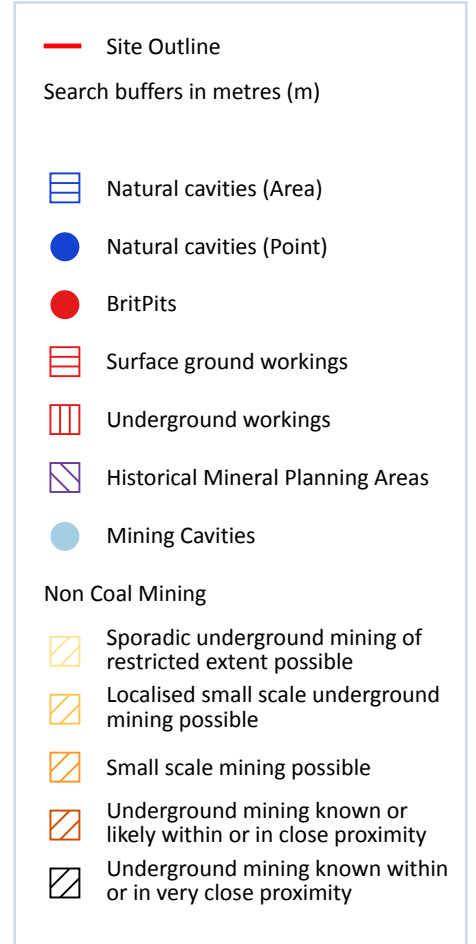 Site Outline
Search buffers in metres (m)
Natural cavities (Area)
Natural cavities (Point)
BritPits
Surface ground workings
Underground workings
Historical Mineral Planning Areas
Mining Cavities
Non Coal Mining
Sporadic underground mining of
restricted extent possible
Localised small scale underground
mining possible
Small scale mining possible
Underground mining known or
likely within or in close proximity
Underground mining known within
or in very close proximity